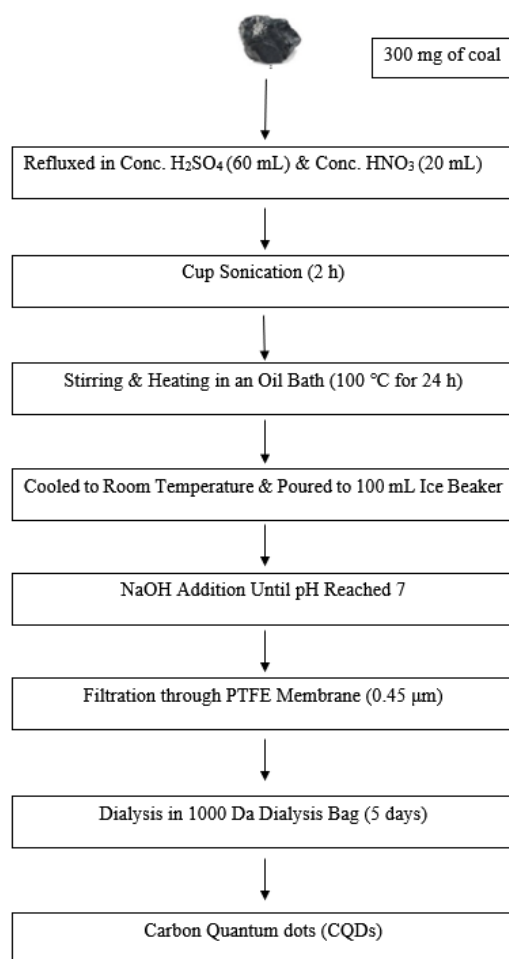 300 mg of coal
Refluxed in Conc. H₂SO₄ (60 mL) & Conc. HNO₃ (20 mL)
Cup Sonication (2 h)
Stirring & Heating in an Oil Bath (100 ℃ for 24 h)
Cooled to Room Temperature & Poured to 100 mL Ice Beaker
NaOH Addition Until pH Reached 7
Filtration through PTFE Membrane (0.45 μm)
Dialysis in 1000 Da Dialysis Bag (5 days)
Carbon Quantum dots (CQDs)